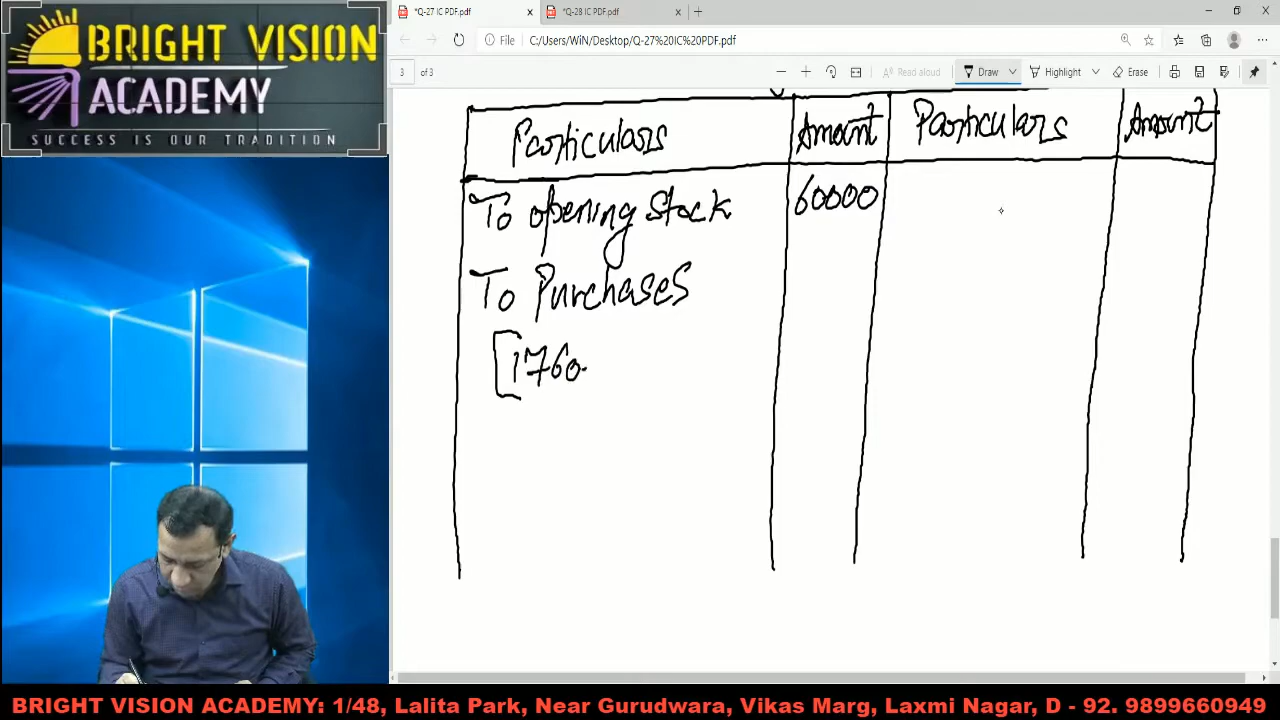 BRIGHT VISION
ACADEMY
SUCCESS IS OUR TRADITION
*Q-27 IC PDF.pdf
*Q-28 IC PDF.pdf
File
C:/Users/WiN/Desktop/Q-27%20IC%20PDF.pdf
3 of 3
Read aloud
Draw
Highlight
Erase
Particulars Amount Particulars Amount
To opening Stock 60000
To Purchases
[1760
BRIGHT VISION ACADEMY: 1/48, Lalita Park, Near Gurudwara, Vikas Marg, Laxmi Nagar, D - 92. 9899660949